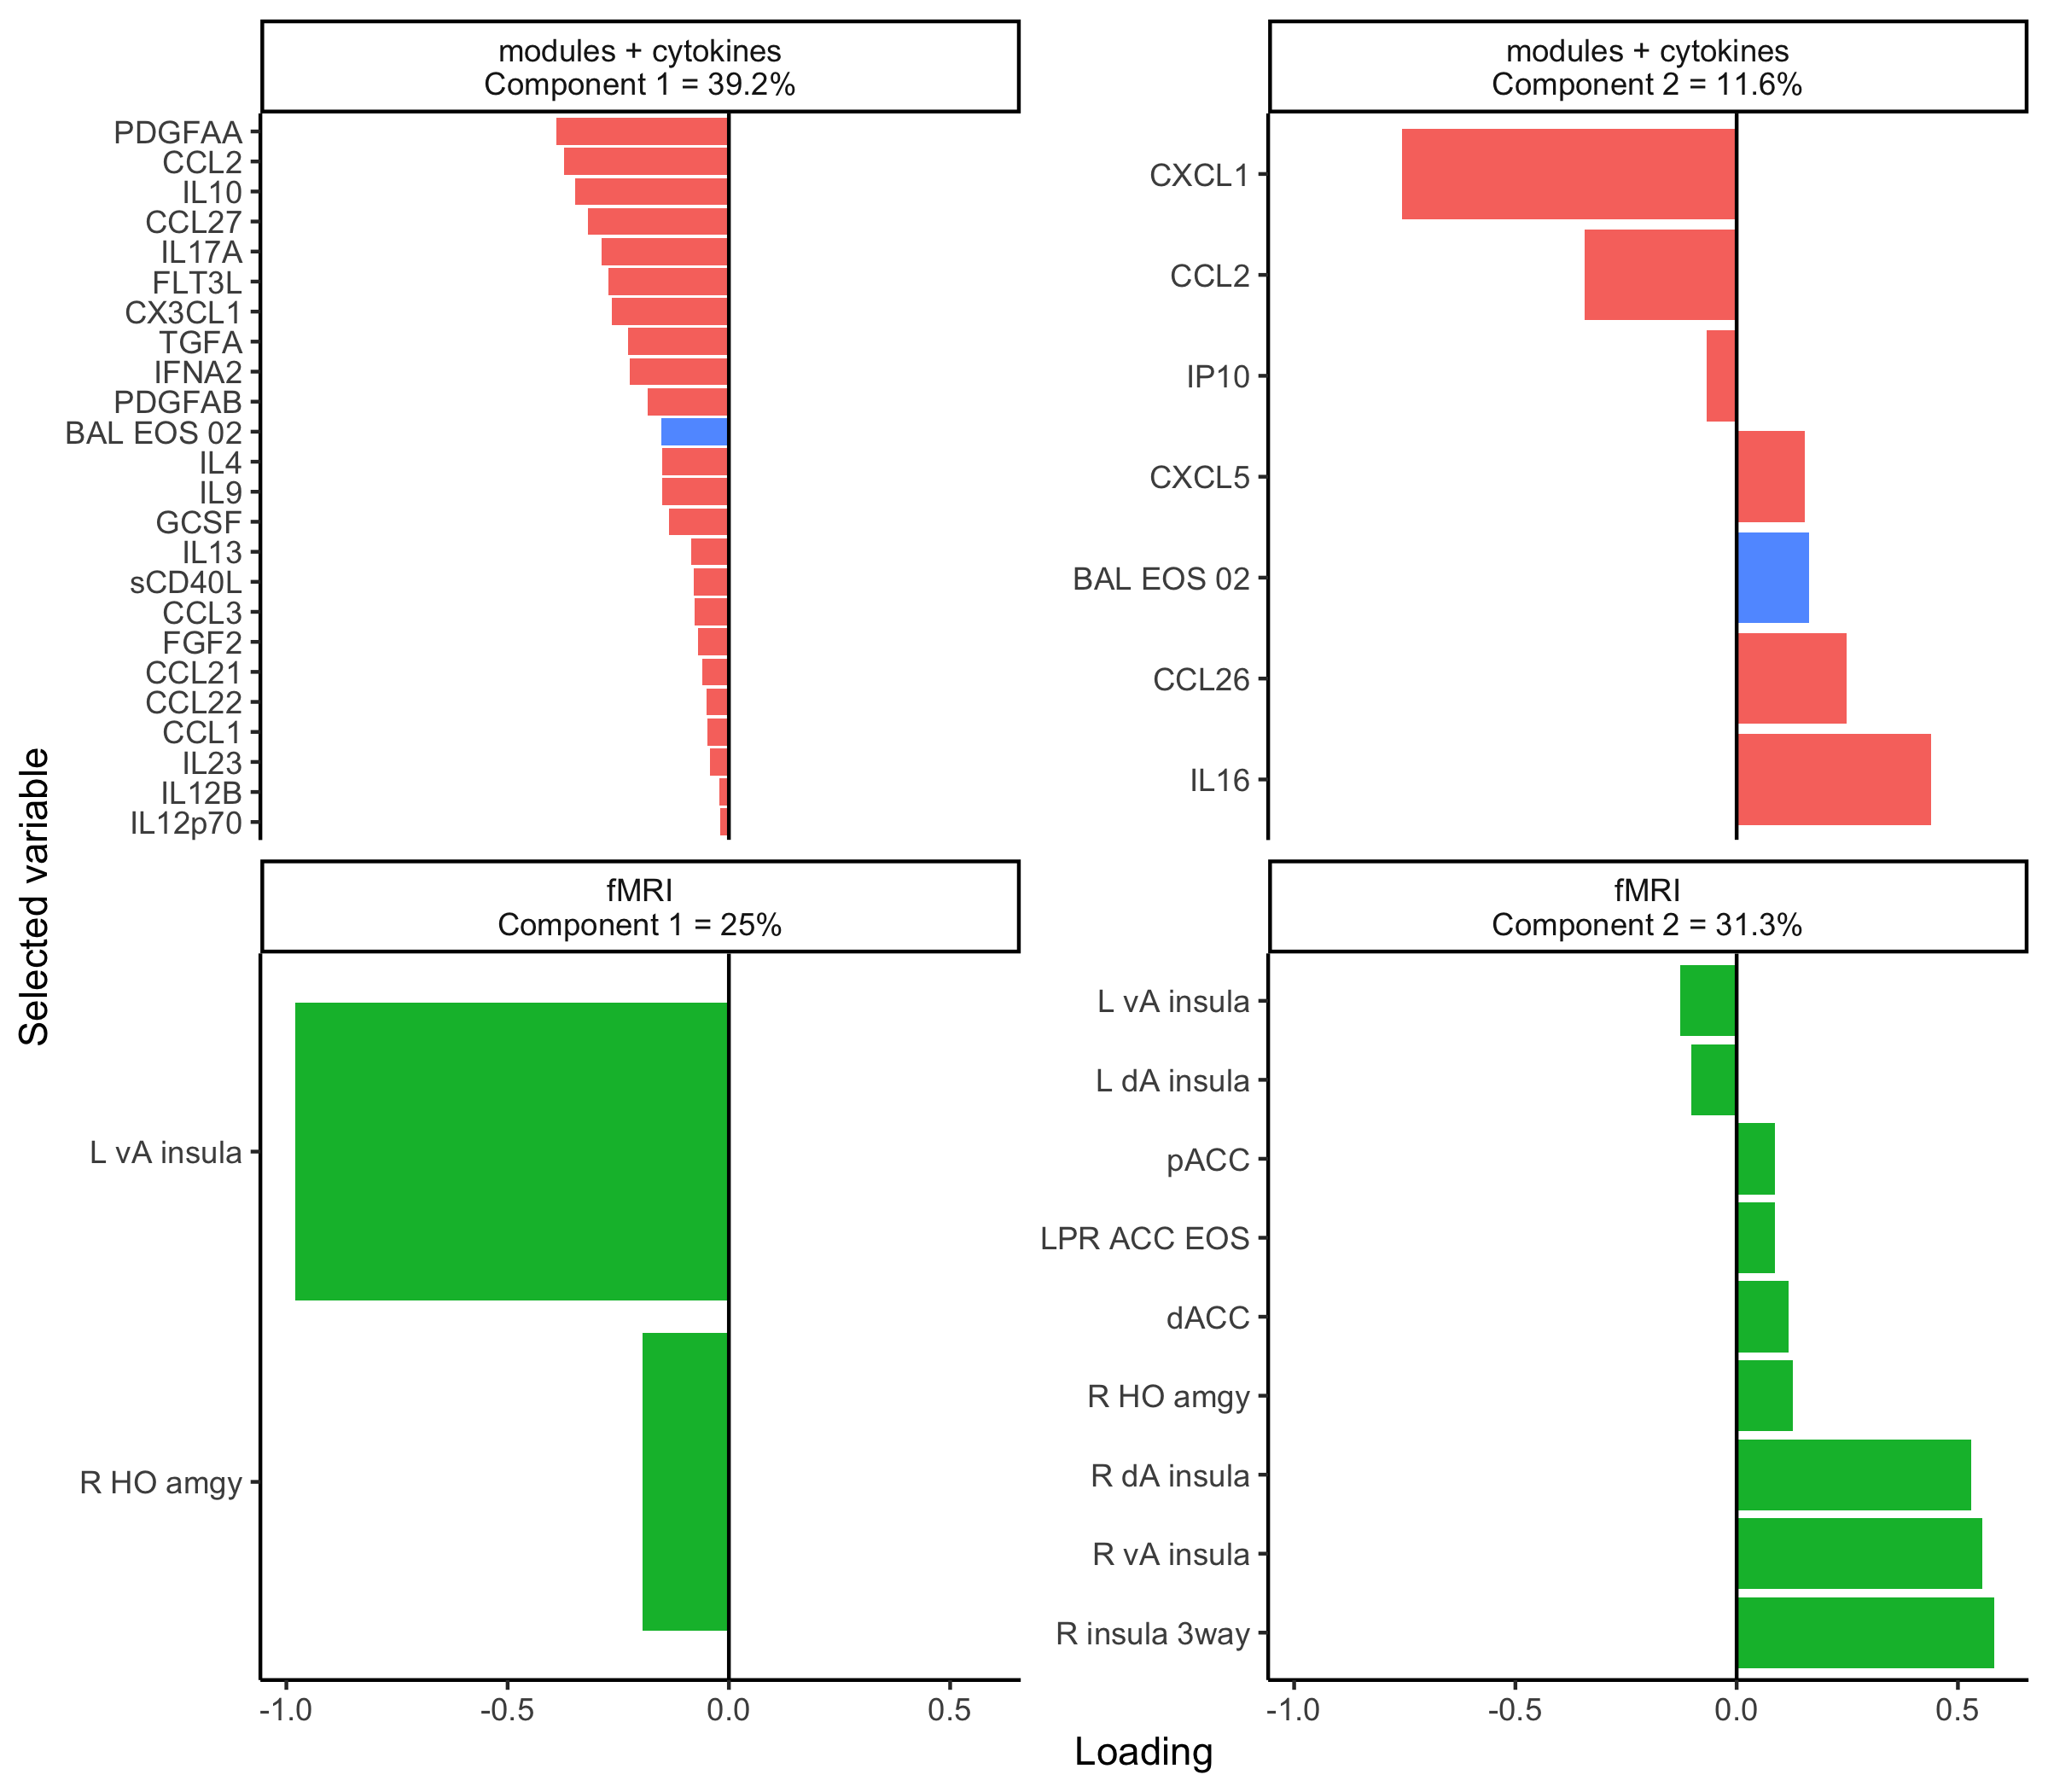 modules + cytokines
Component 1 = 39.2%
PDGFAA
CCL2
IL10
CCL27
IL17A
FLT3L
CX3CL1
TGFA
IFNA2
PDGFAB
BAL EOS 02
IL4
IL9
GCSF
IL13
sCD40L
CCL3
FGF2
CCL21
CCL22
CCL1
IL23
IL12B
IL12p70
modules + cytokines
Component 2 = 11.6%
CXCL1
CCL2
IP10
CXCL5
BAL EOS 02
CCL26
IL16
Selected variable
fMRI
Component 1 = 25%
L vA insula
R HO amgy
-1.0 -0.5 0.0 0.5
fMRI
Component 2 = 31.3%
L vA insula
L dA insula
pACC
LPR ACC EOS
dACC
R HO amgy
R dA insula
R vA insula
R insula 3way
-1.0 -0.5 0.0 0.5
Loading